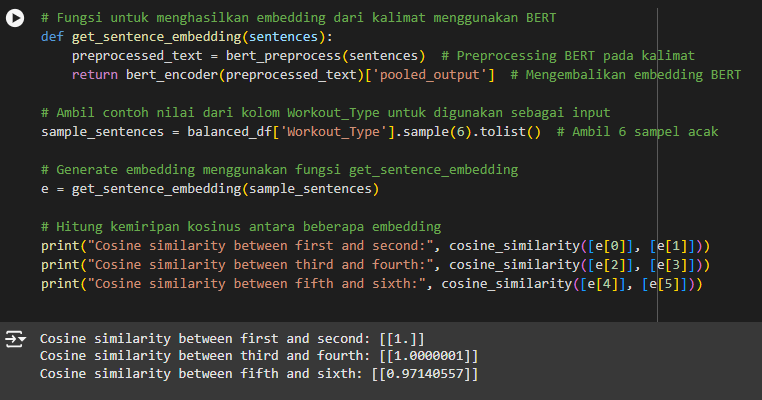 # Fungsi untuk menghasilkan embedding dari kalimat menggunakan BERT
def get_sentence_embedding(sentences):
    preprocessed_text = bert_preprocess(sentences)  # Preprocessing BERT pada kalimat
    return bert_encoder(preprocessed_text)['pooled_output']  # Mengembalikan embedding BERT

# Ambil contoh nilai dari kolom Workout_Type untuk digunakan sebagai input
sample_sentences = balanced_df['Workout_Type'].sample(6).tolist()  # Ambil 6 sampel acak

# Generate embedding menggunakan fungsi get_sentence_embedding
e = get_sentence_embedding(sample_sentences)

# Hitung kemiripan kosinus antara beberapa embedding
print("Cosine similarity between first and second:", cosine_similarity([e[0]], [e[1]]))
print("Cosine similarity between third and fourth:", cosine_similarity([e[2]], [e[3]]))
print("Cosine similarity between fifth and sixth:", cosine_similarity([e[4]], [e[5]]))

Cosine similarity between first and second: [[1.]]
Cosine similarity between third and fourth: [[1.0000001]]
Cosine similarity between fifth and sixth: [[0.97140557]]